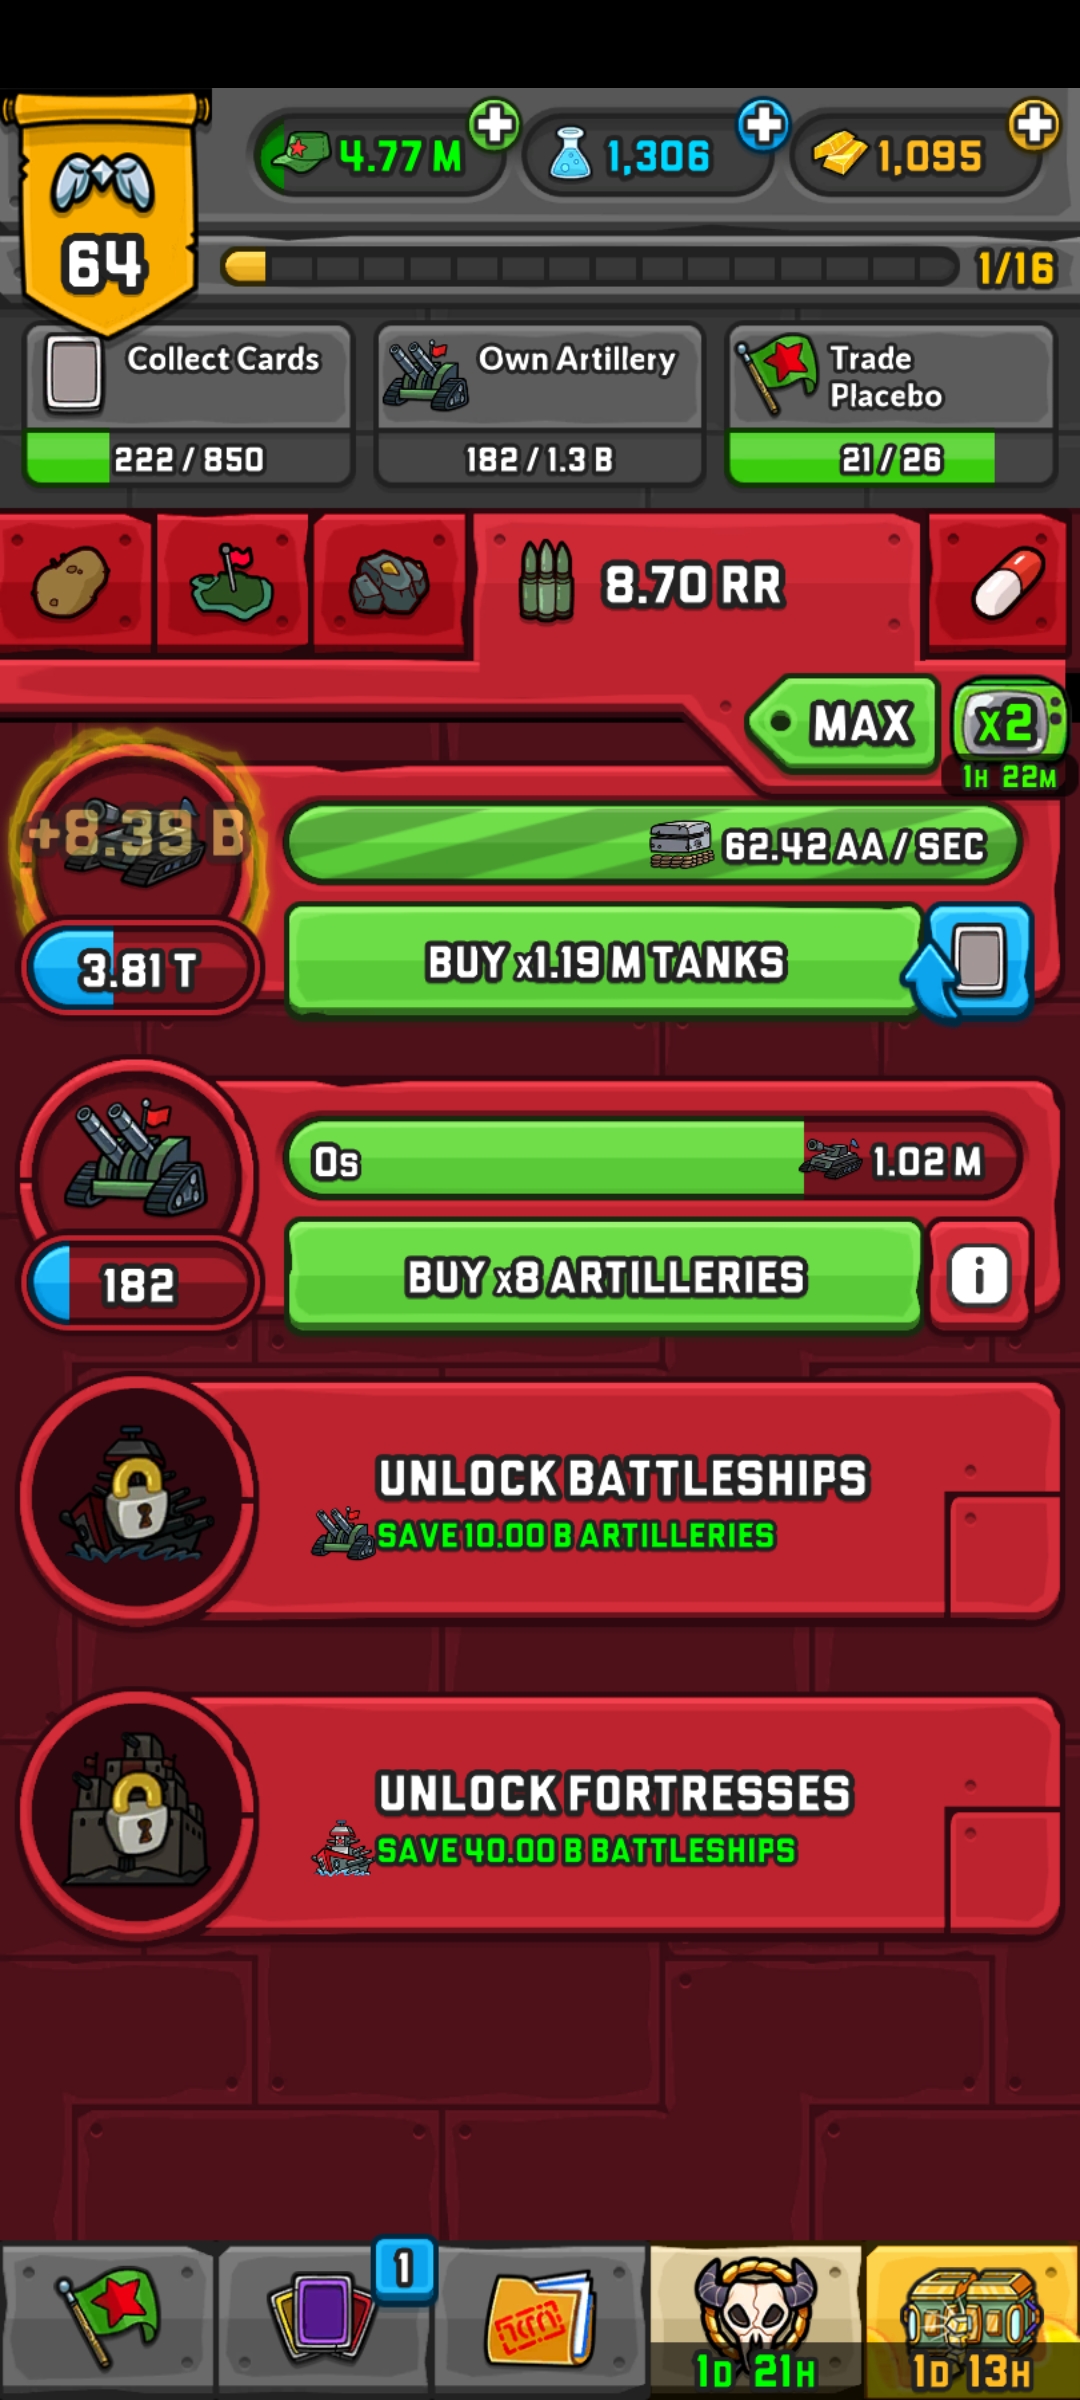 4.77 M
1,306
1,095
64
1/16
Collect Cards
Own Artillery
Trade
Placebo
222 / 850
182 / 1.3 B
21 / 26
8.70 RR
MAX
x2
1H 22M
+8.39 B
62.42 AA / SEC
3.81 T
BUY x1.19 M TANKS
0s
1.02 M
182
BUY x8 ARTILLERIES
i
UNLOCK BATTLESHIPS
SAVE 10.00 B ARTILLERIES
UNLOCK FORTRESSES
SAVE 40.00 B BATTLESHIPS
1
1D 21H
1D 13H